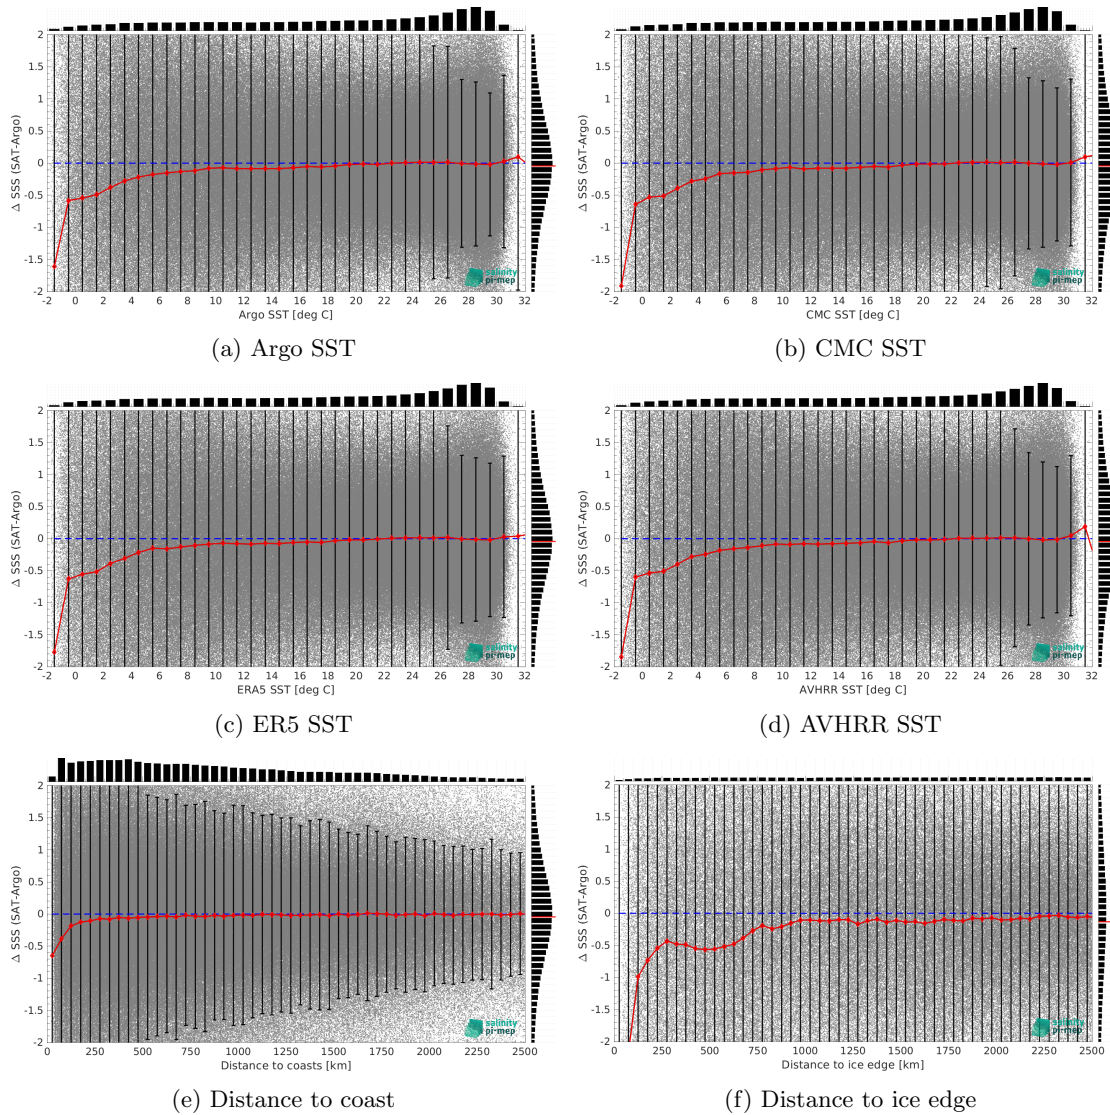 2
1.5
1
0.5
0
-0.5
-1
-1.5
-2
Δ SSS (SAT-Argo)
-2 0 2 4 6 8 10 12 14 16 18 20 22 24 26 28 30 32
Argo SST [deg C]
salinity
pi-mep
(a) Argo SST
2
1.5
1
0.5
0
-0.5
-1
-1.5
-2
Δ SSS (SAT-Argo)
-2 0 2 4 6 8 10 12 14 16 18 20 22 24 26 28 30 32
CMC SST [deg C]
salinity
pi-mep
(b) CMC SST
2
1.5
1
0.5
0
-0.5
-1
-1.5
-2
Δ SSS (SAT-Argo)
-2 0 2 4 6 8 10 12 14 16 18 20 22 24 26 28 30 32
ERA5 SST [deg C]
salinity
pi-mep
(c) ER5 SST
2
1.5
1
0.5
0
-0.5
-1
-1.5
-2
Δ SSS (SAT-Argo)
-2 0 2 4 6 8 10 12 14 16 18 20 22 24 26 28 30 32
AVHRR SST [deg C]
salinity
pi-mep
(d) AVHRR SST
2
1.5
1
0.5
0
-0.5
-1
-1.5
-2
Δ SSS (SAT-Argo)
0 250 500 750 1000 1250 1500 1750 2000 2250 2500
Distance to coasts [km]
salinity
pi-mep
(e) Distance to coast
2
1.5
1
0.5
0
-0.5
-1
-1.5
-2
Δ SSS (SAT-Argo)
0 250 500 750 1000 1250 1500 1750 2000 2250 2500
Distance to ice edge [km]
salinity
pi-mep
(f) Distance to ice edge